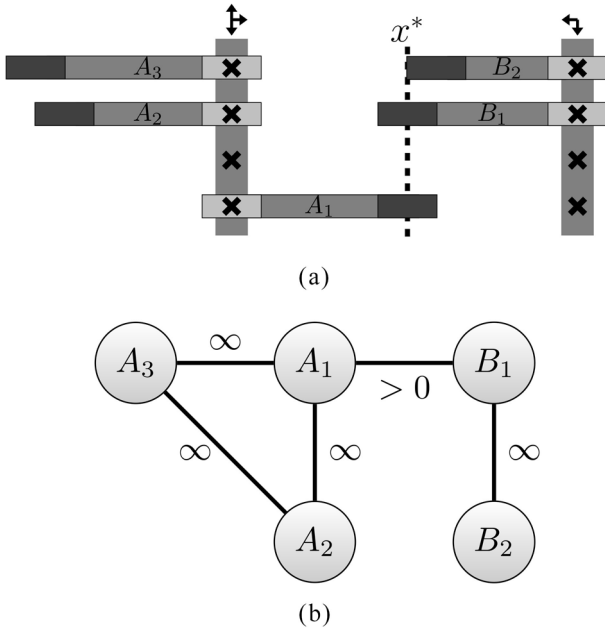 x*
A₃ B₂
A₂ B₁
A₁
(a)
∞
A₃ A₁ B₁
> 0
∞ ∞ ∞
A₂ B₂
(b)